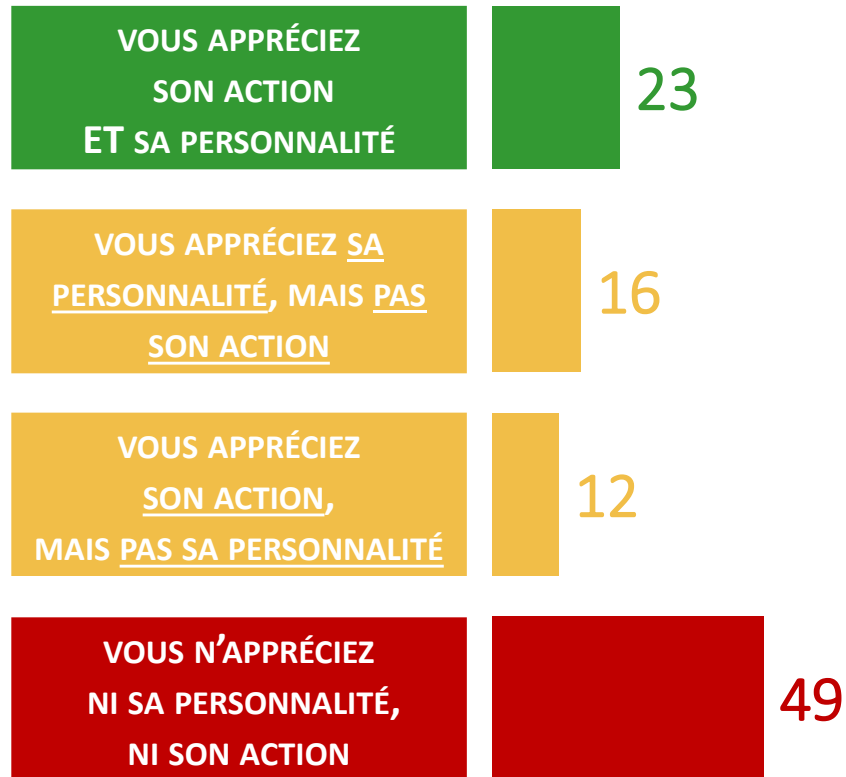 VOUS APPRÉCIEZ
SON ACTION
ET SA PERSONNALITÉ
23
VOUS APPRÉCIEZ SA
PERSONNALITÉ, MAIS PAS
SON ACTION
16
VOUS APPRÉCIEZ
SON ACTION,
MAIS PAS SA PERSONNALITÉ
12
VOUS N'APPRÉCIEZ
NI SA PERSONNALITÉ,
NI SON ACTION
49